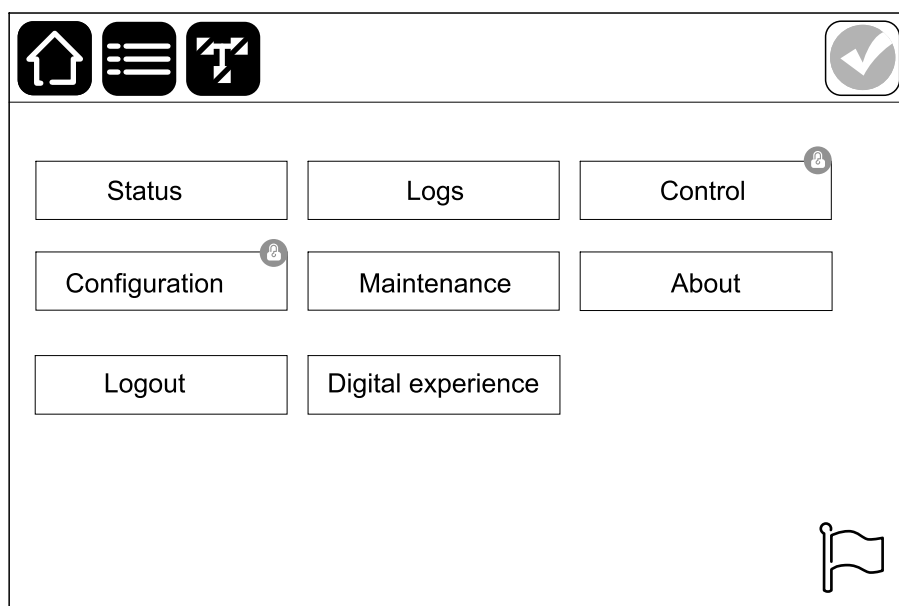 Status
Logs
Control
Configuration
Maintenance
About
Logout
Digital experience